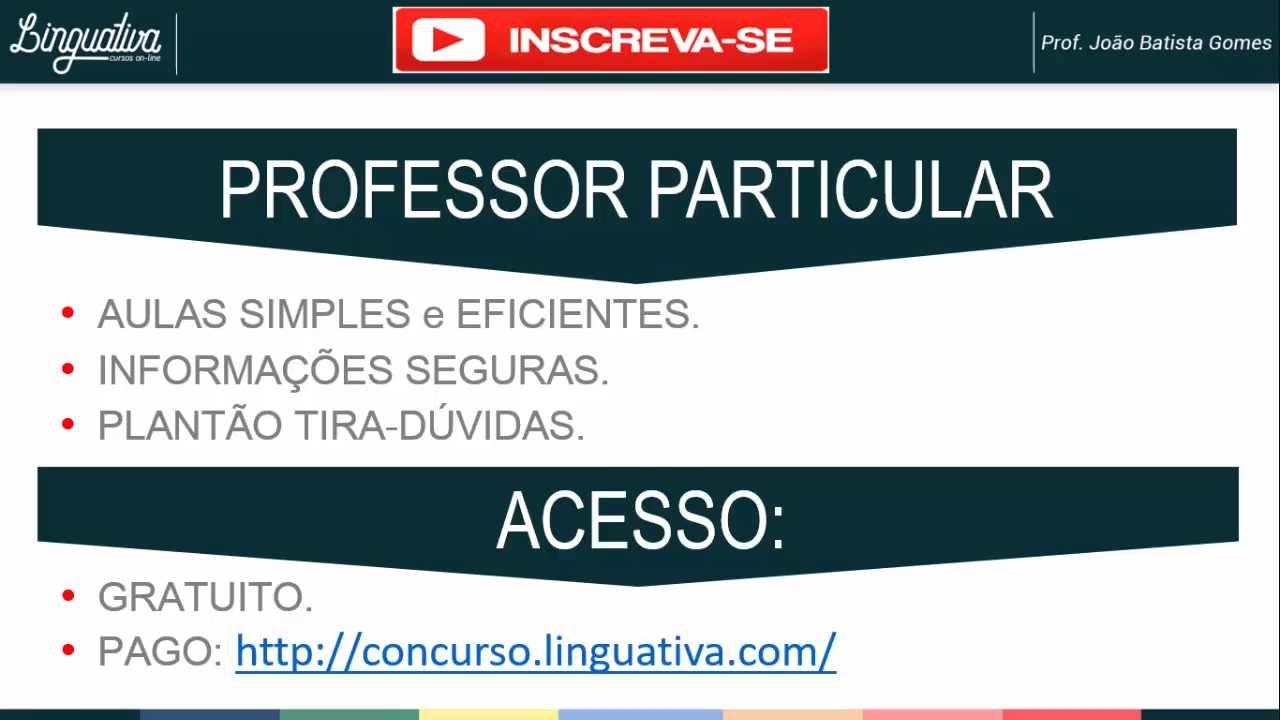 Linguativa
cursos on-line
INSCREVA-SE
Prof. João Batista Gomes
PROFESSOR PARTICULAR
• AULAS SIMPLES e EFICIENTES.
• INFORMAÇÕES SEGURAS.
• PLANTÃO TIRA-DÚVIDAS.
ACESSO:
• GRATUITO.
• PAGO: http://concurso.linguativa.com/